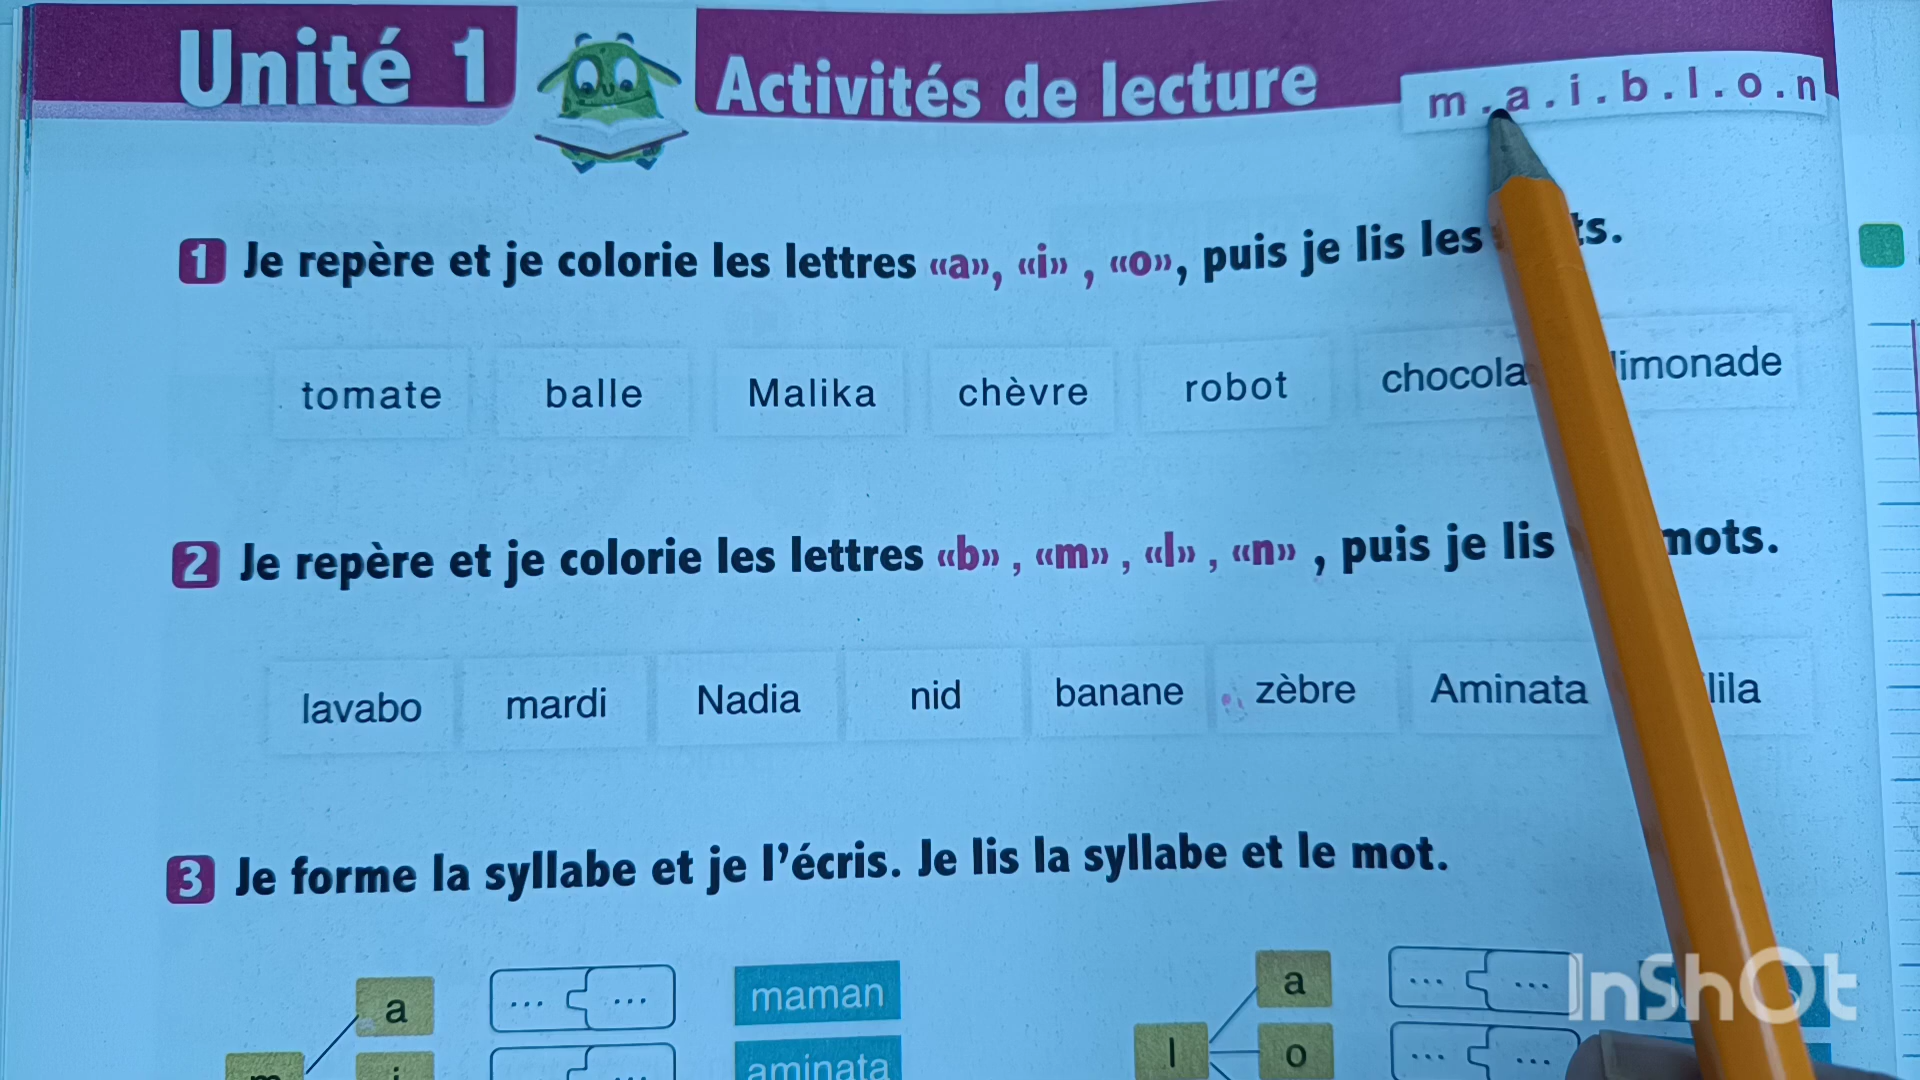 Unité 1 Activités de lecture m . a . i . b . l . o . n
1 Je repère et je colorie les lettres «a», «i» , «o», puis je lis les
tomate balle Malika chèvre robot limonade
2 Je repère et je colorie les lettres «b» , «m» , «l» , «n» , puis je lis mots.
lavabo mardi Nadia nid banane zèbre Aminata
3 Je forme la syllabe et je l'écris. Je lis la syllabe et le mot.
a ... ... maman a ... ...
m i ... aminata l o ... ...
InShOt